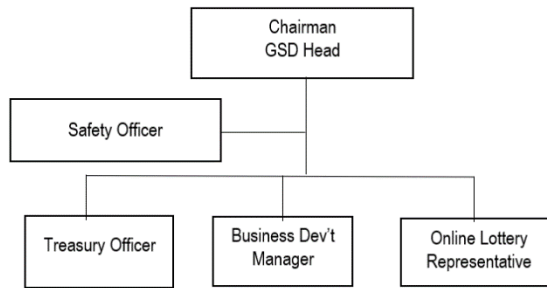 Chairman
GSD Head
Safety Officer
Treasury Officer
Business Dev't
Manager
Online Lottery
Representative